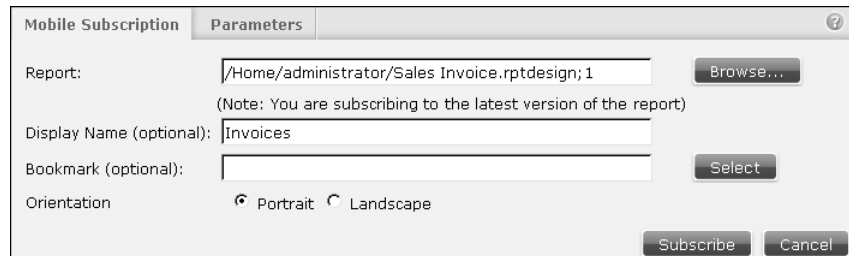 Mobile Subscription Parameters ?
Report: /Home/administrator/Sales Invoice.rptdesign;1 Browse...
(Note: You are subscribing to the latest version of the report)
Display Name (optional): Invoices
Bookmark (optional): Select
Orientation Portrait Landscape
Subscribe Cancel